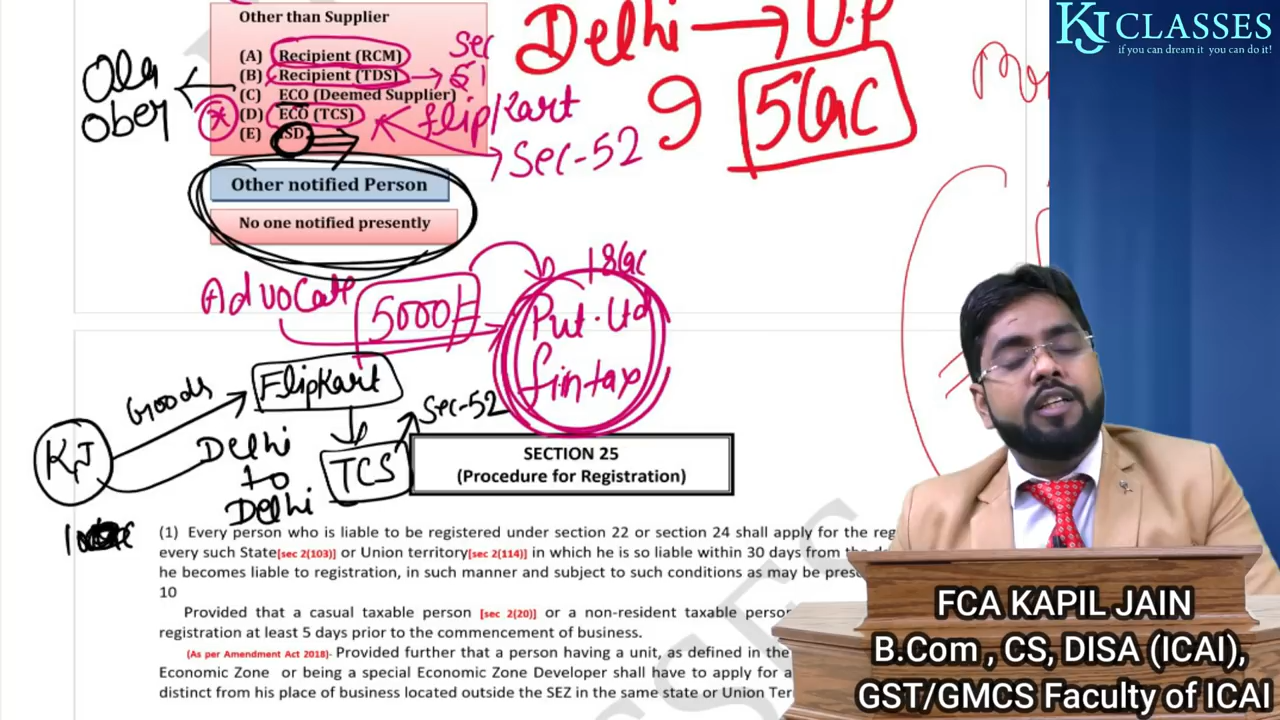 KJ CLASSES
if you can dream it you can do it!
Other than Supplier
(A) Recipient (RCM)
(B) Recipient (TDS)
(C) ECO (Deemed Supplier)
(D) ECO (TCS)
(E) ISD
Sec
51
Ola
Flipkart
Sec-52
Delhi → U.P
9
Other notified Person
No one notified presently
Advocate
5000
Pvt. Ltd
fintax
Goods
Flipkart
Sec-52
KJ
Delhi
to
Delhi
TCS
SECTION 25
(Procedure for Registration)
(1) Every person who is liable to be registered under section 22 or section 24 shall apply for the reg
every such State[sec 2(103)] or Union territory[sec 2(114)] in which he is so liable within 30 days from the
he becomes liable to registration, in such manner and subject to such conditions as may be pres
10
Provided that a casual taxable person [sec 2(20)] or a non-resident taxable person
registration at least 5 days prior to the commencement of business.
(As per Amendment Act 2018)- Provided further that a person having a unit, as defined in the
Economic Zone or being a special Economic Zone Developer shall have to apply for a
distinct from his place of business located outside the SEZ in the same state or Union Terr
FCA KAPIL JAIN
B.Com , CS, DISA (ICAI),
GST/GMCS Faculty of ICAI